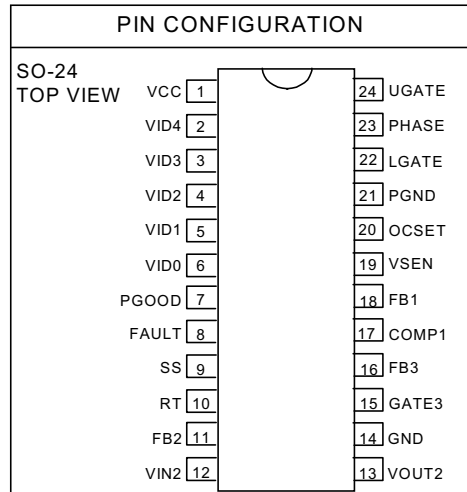 PIN CONFIGURATION
SO-24
TOP VIEW
VCC 1 24 UGATE
VID4 2 23 PHASE
VID3 3 22 LGATE
VID2 4 21 PGND
VID1 5 20 OCSET
VID0 6 19 VSEN
PGOOD 7 18 FB1
FAULT 8 17 COMP1
SS 9 16 FB3
RT 10 15 GATE3
FB2 11 14 GND
VIN2 12 13 VOUT2